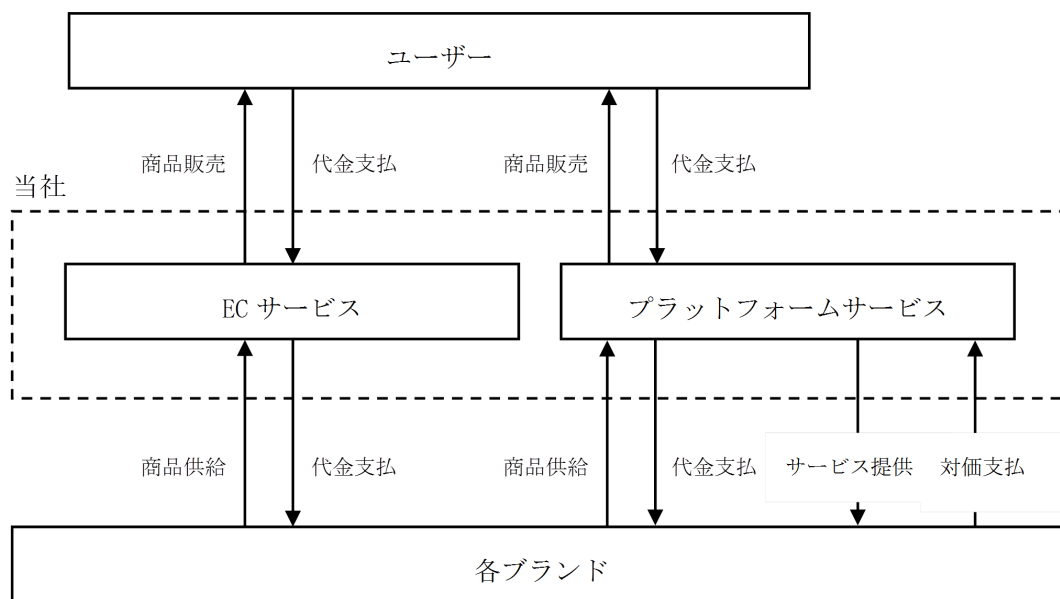 ユーザー
商品販売
代金支払
商品販売
代金支払
当社
EC サービス
プラットフォームサービス
商品供給
代金支払
商品供給
代金支払
サービス提供
対価支払
各ブランド